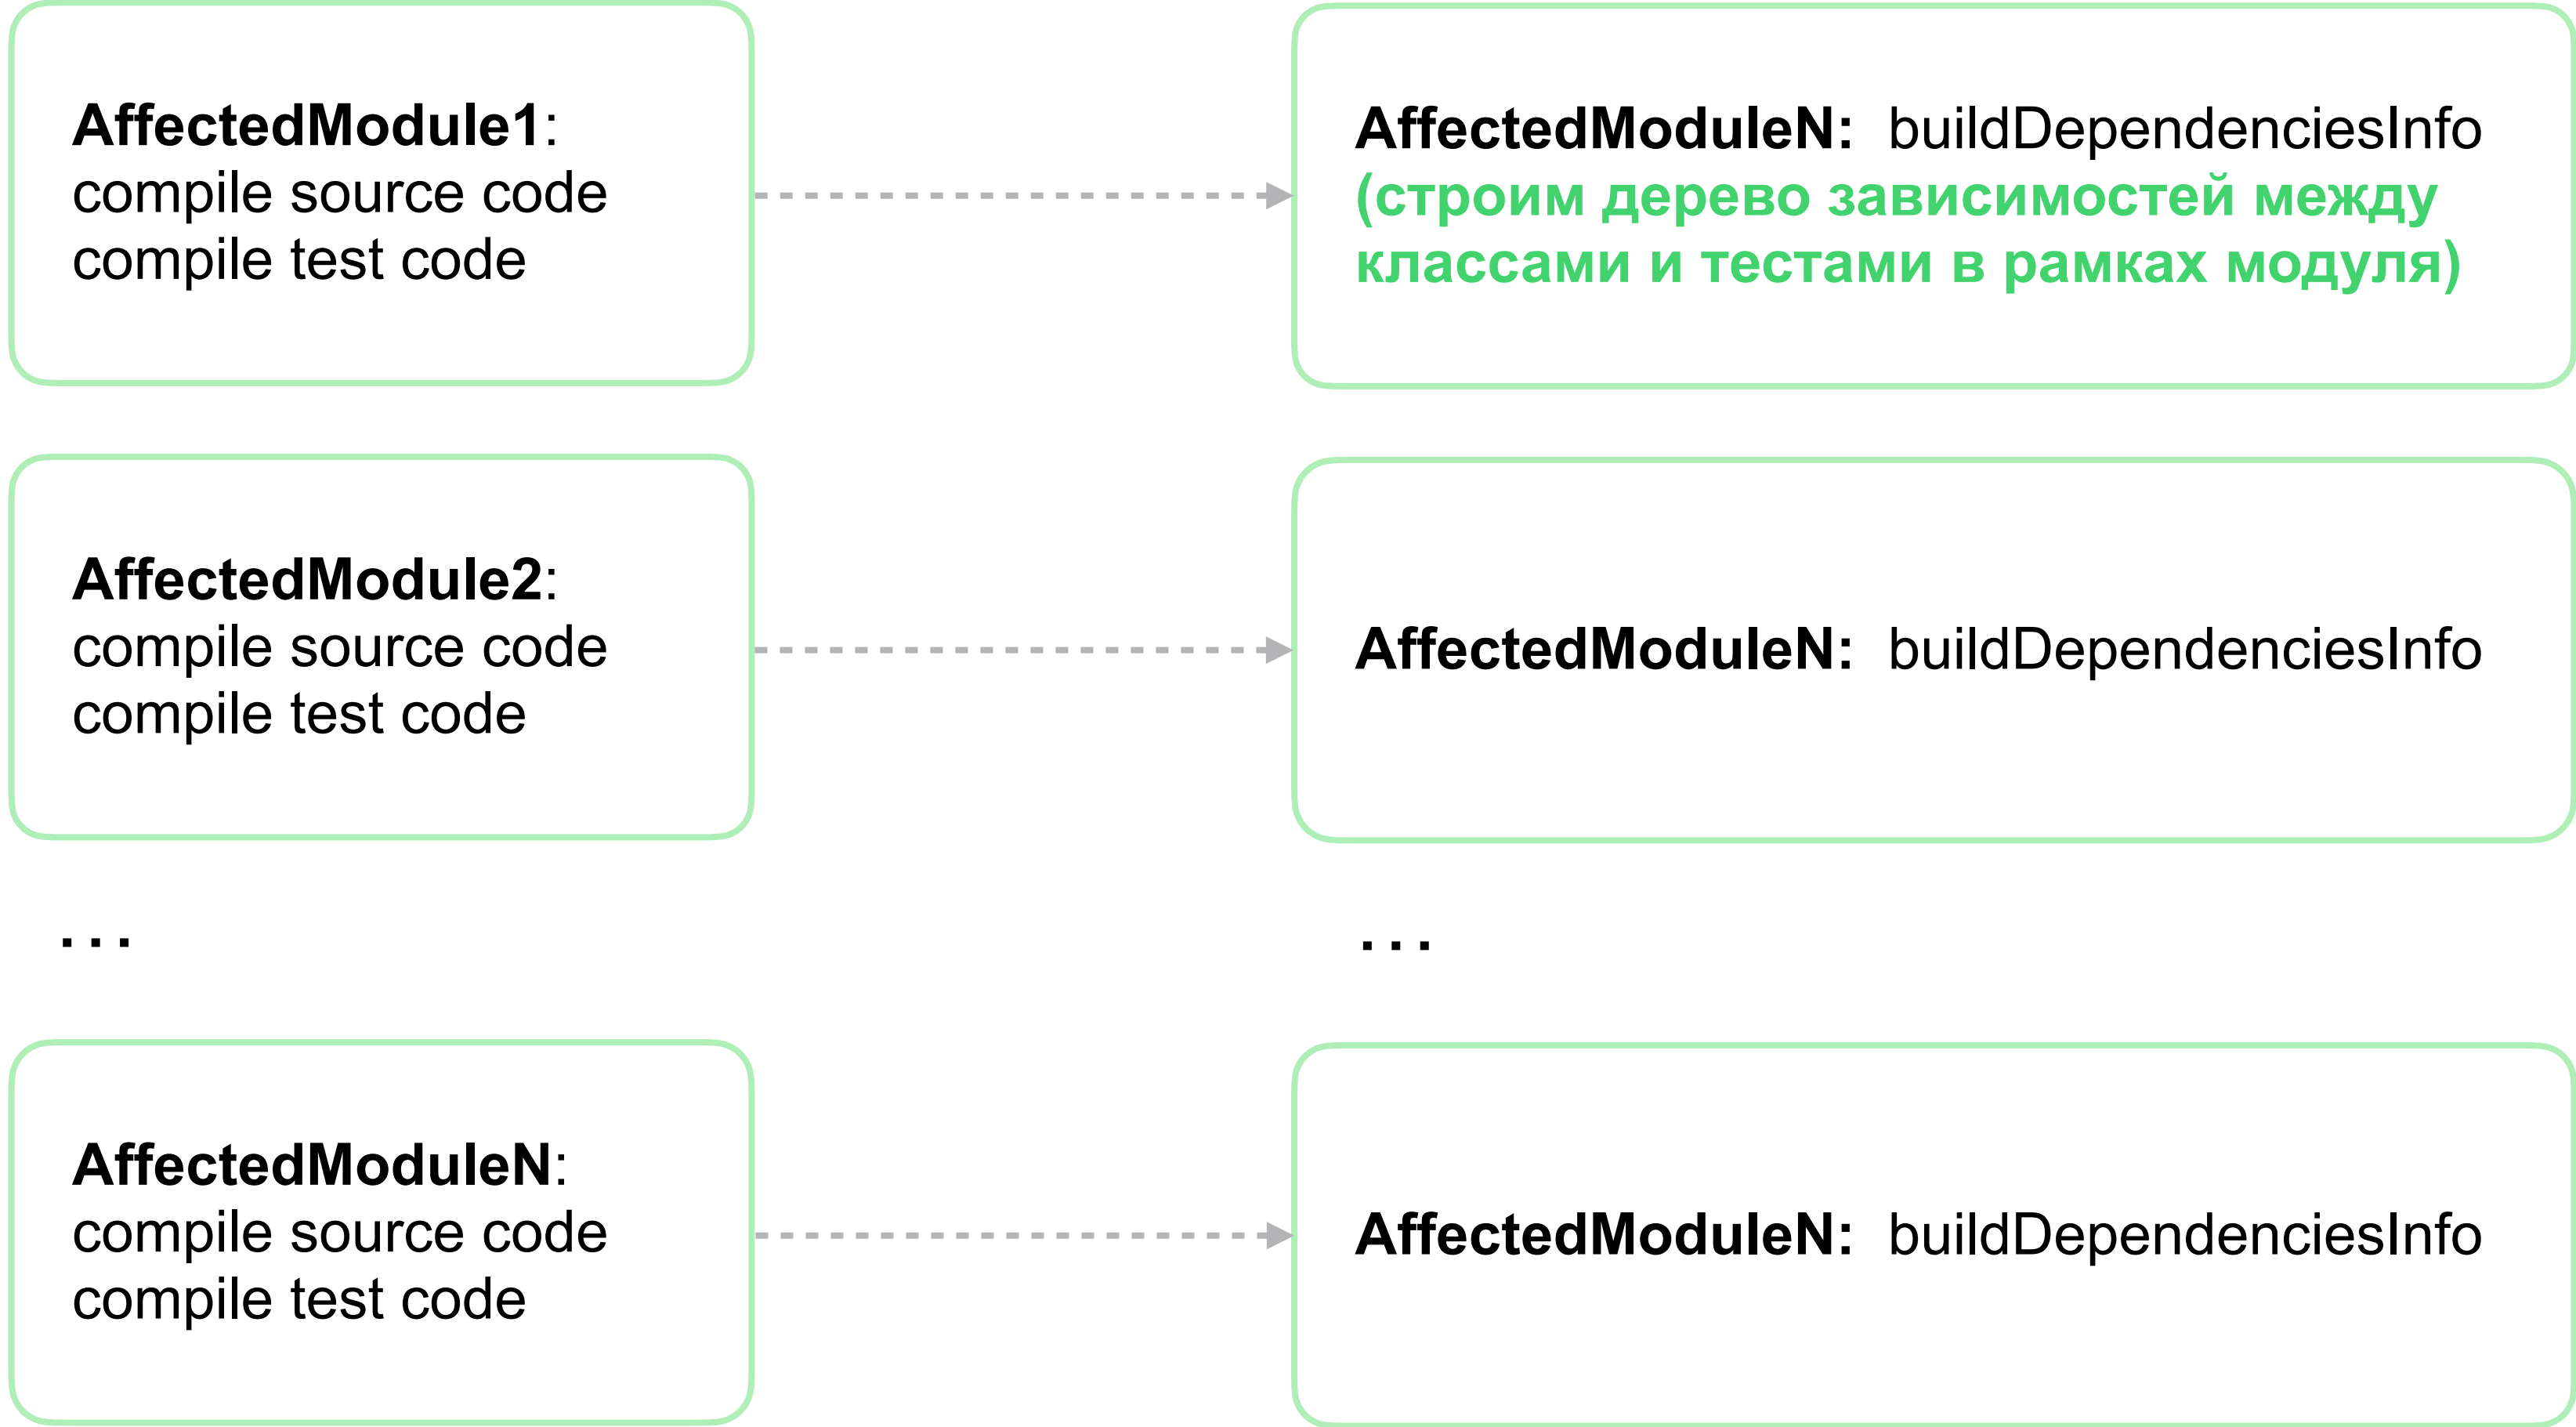 AffectedModule1:
compile source code
compile test code
AffectedModuleN: buildDependenciesInfo
(строим дерево зависимостей между
классами и тестами в рамках модуля)
AffectedModule2:
compile source code
compile test code
AffectedModuleN: buildDependenciesInfo
...
...
AffectedModuleN:
compile source code
compile test code
AffectedModuleN: buildDependenciesInfo